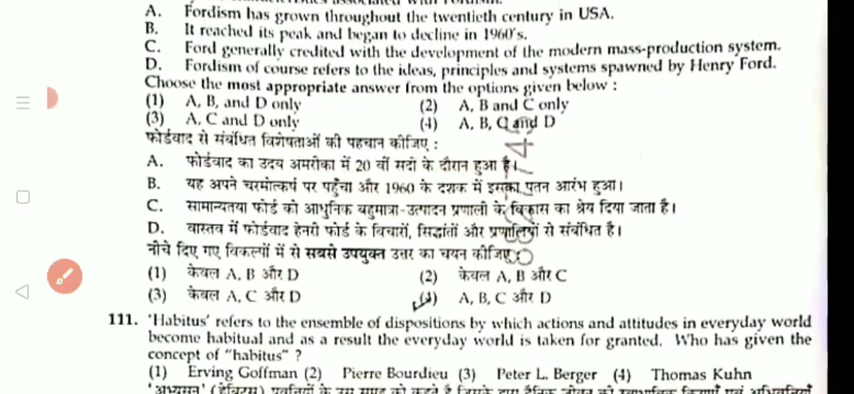 A. Fordism has grown throughout the twentieth century in USA.
B. It reached its peak and began to decline in 1960's.
C. Ford generally credited with the development of the modern mass-production system.
D. Fordism of course refers to the ideas, principles and systems spawned by Henry Ford.
Choose the most appropriate answer from the options given below :
(1) A, B, and D only (2) A, B and C only
(3) A, C and D only (4) A, B, C and D
फोर्डवाद से संबंधित विशेषताओं की पहचान कीजिए :
A. फोर्डवाद का उदय अमरीका में 20 वीं सदी के दौरान हुआ है।
B. यह अपने चरमोत्कर्ष पर पहुँचा और 1960 के दशक में इसका पतन आरंभ हुआ।
C. सामान्यतया फोर्ड को आधुनिक बहुमात्रा-उत्पादन प्रणाली के विकास का श्रेय दिया जाता है।
D. वास्तव में फोर्डवाद हेनरी फोर्ड के विचारों, सिद्धांतों और प्रणालियों से संबंधित है।
नीचे दिए गए विकल्पों में से सबसे उपयुक्त उत्तर का चयन कीजिए :
(1) केवल A, B और D (2) केवल A, B और C
(3) केवल A, C और D (4) A, B, C और D
111. 'Habitus' refers to the ensemble of dispositions by which actions and attitudes in everyday world
become habitual and as a result the everyday world is taken for granted. Who has given the
concept of "habitus" ?
(1) Erving Goffman (2) Pierre Bourdieu (3) Peter L. Berger (4) Thomas Kuhn